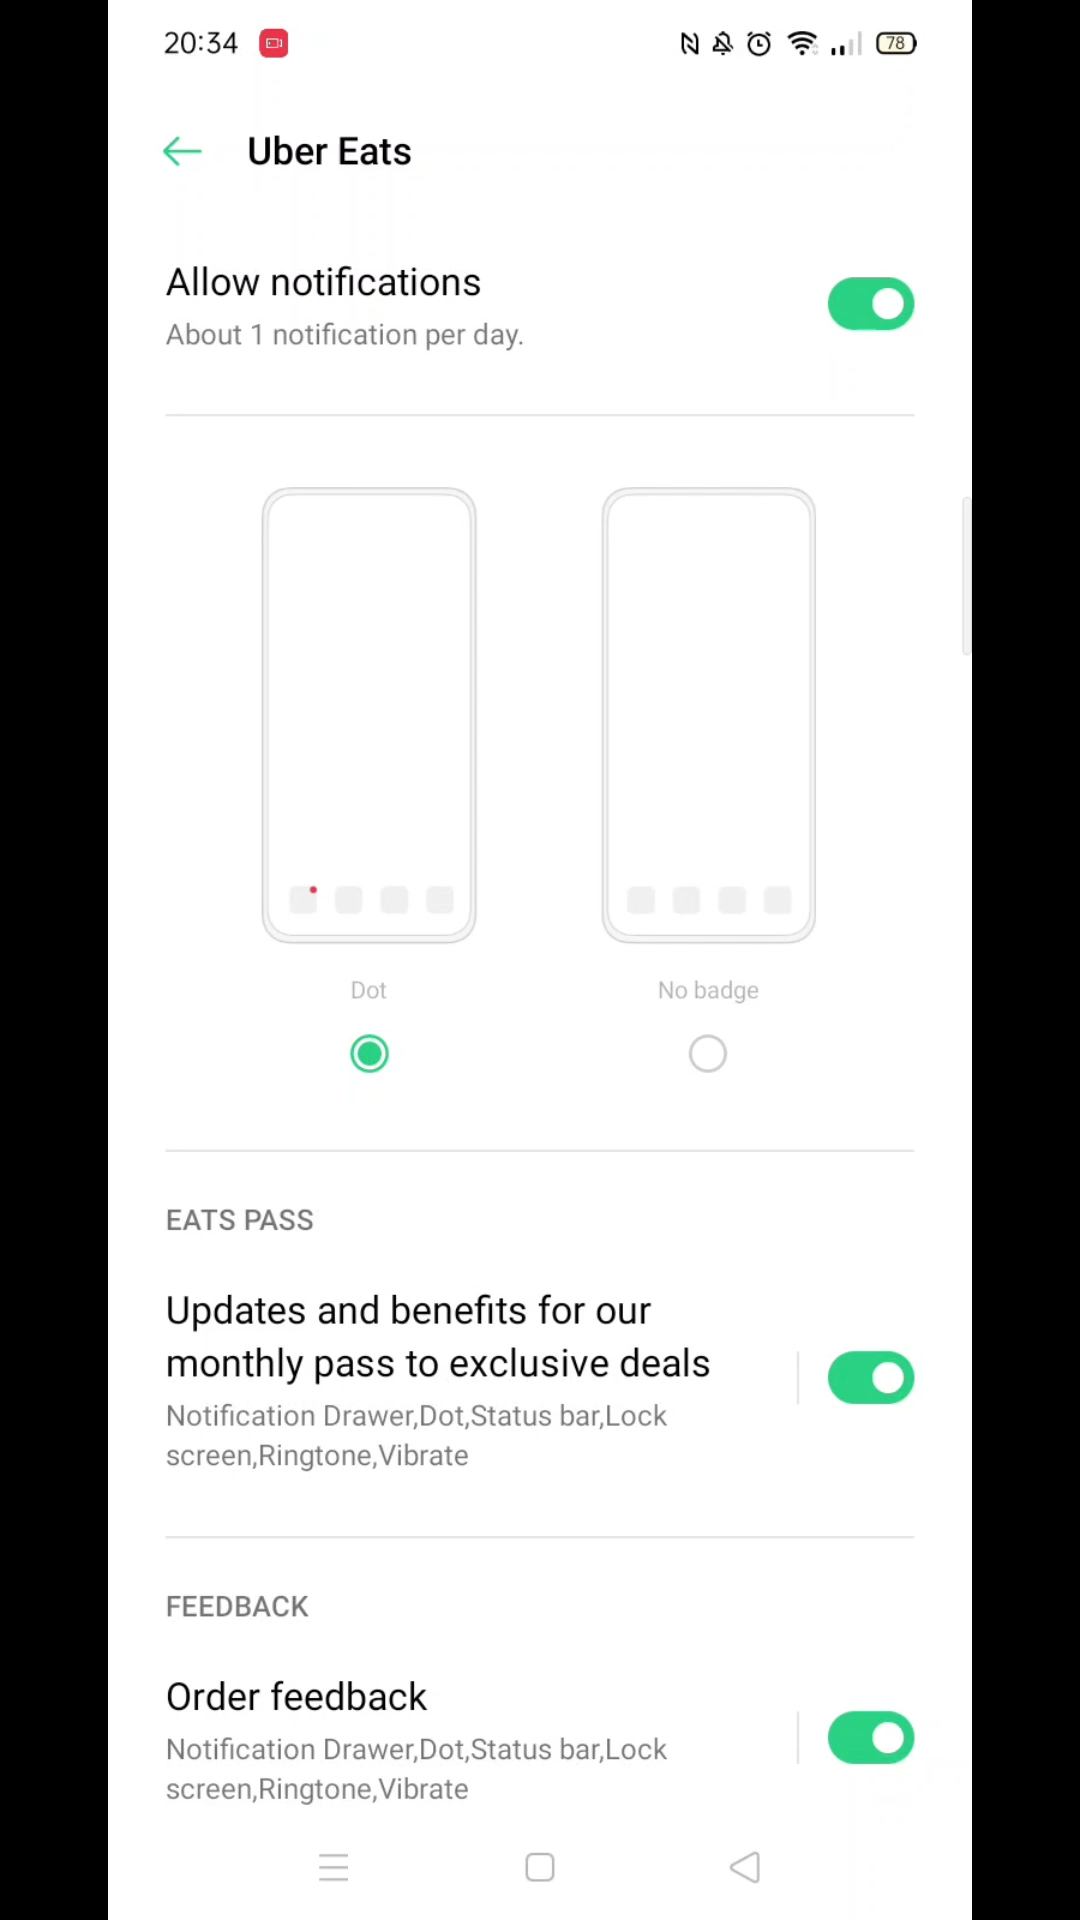 20:34
78
Uber Eats
Allow notifications
About 1 notification per day.
Dot
No badge
EATS PASS
Updates and benefits for our
monthly pass to exclusive deals
Notification Drawer,Dot,Status bar,Lock
screen,Ringtone,Vibrate
FEEDBACK
Order feedback
Notification Drawer,Dot,Status bar,Lock
screen,Ringtone,Vibrate